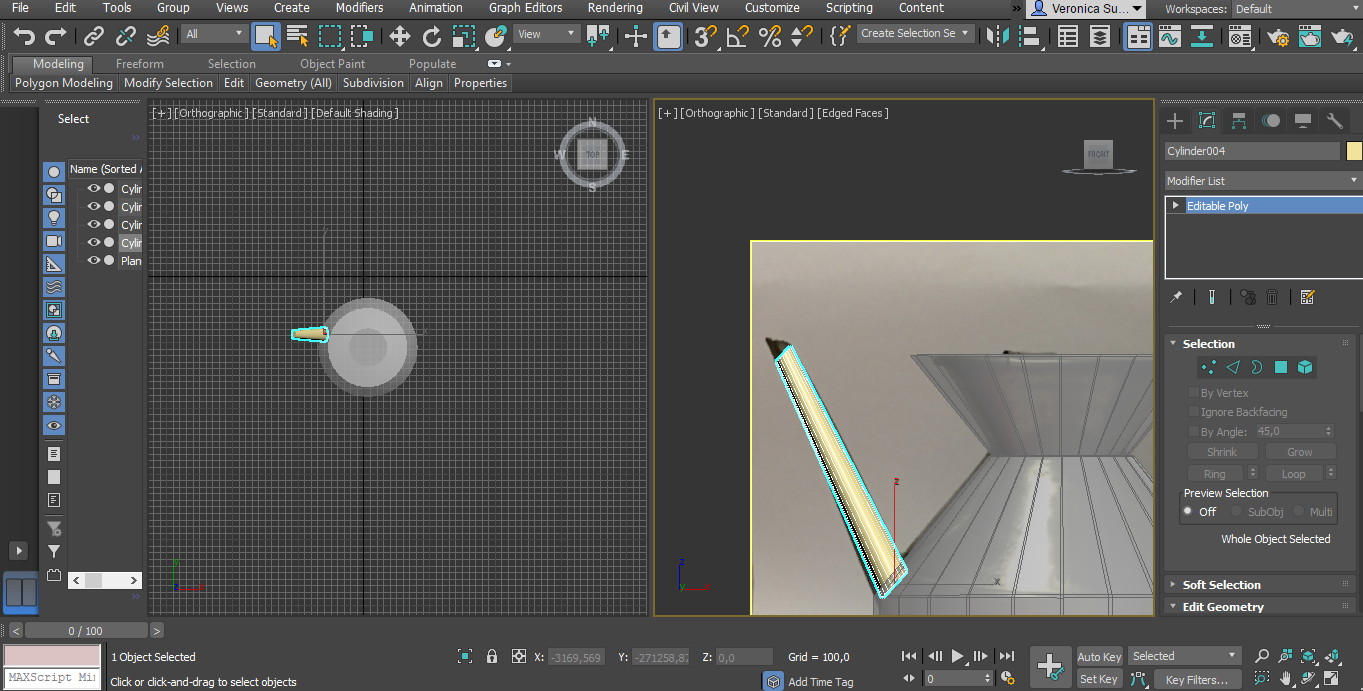 File Edit Tools Group Views Create Modifiers Animation Graph Editors Rendering Civil View Customize Scripting Content » Veronica Su... Workspaces: Default
All View Create Selection Se
Modeling Freeform Selection Object Paint Populate
Polygon Modeling Modify Selection Edit Geometry (All) Subdivision Align Properties
Select
»
Name (Sorted A
Cylin
Cylin
Cylin
Cylin
Plan
»
[+] [Orthographic] [Standard] [Default Shading]
N
W TOP E
S
y
x
[+] [Orthographic] [Standard] [Edged Faces]
FRONT
z
x
z
y
Cylinder004
Modifier List
Editable Poly
Selection
By Vertex
Ignore Backfacing
By Angle: 45,0
Shrink Grow
Ring Loop
Preview Selection
Off SubObj Multi
Whole Object Selected
Soft Selection
Edit Geometry
< 0 / 100 >
1 Object Selected X: -3169,569 Y: -271258,8 Z: 0,0 Grid = 100,0
MAXScript Mi
Click or click-and-drag to select objects Add Time Tag
0
Auto Key Selected
Set Key Key Filters...